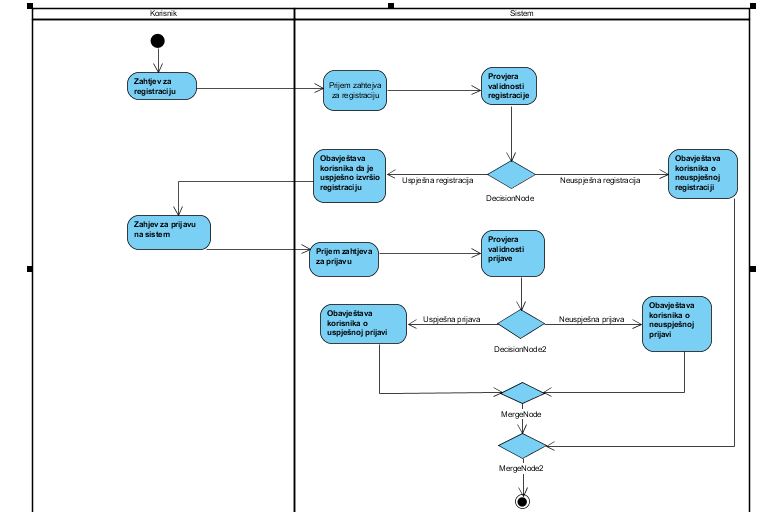 Korisnik
Sistem
Zahtjev za
registraciju
Prijem zahtejva
za registraciju
Provjera
validnosti
registracije
Obavještava
korisnika da je
uspješno izvršio
registraciju
Uspješna registracija
DecisionNode
Neuspješna registracija
Obavještava
korisnika o
neuspješnoj
registraciji
Zahjev za prijavu
na sistem
Prijem zahtjeva
za prijavu
Provjera
validnosti
prijave
Obavještava
korisnika o
uspješnoj prijavi
Uspješna prijava
DecisionNode2
Neuspješna prijava
Obavještava
korisnika o
neuspješnoj
prijavi
MergeNode
MergeNode2